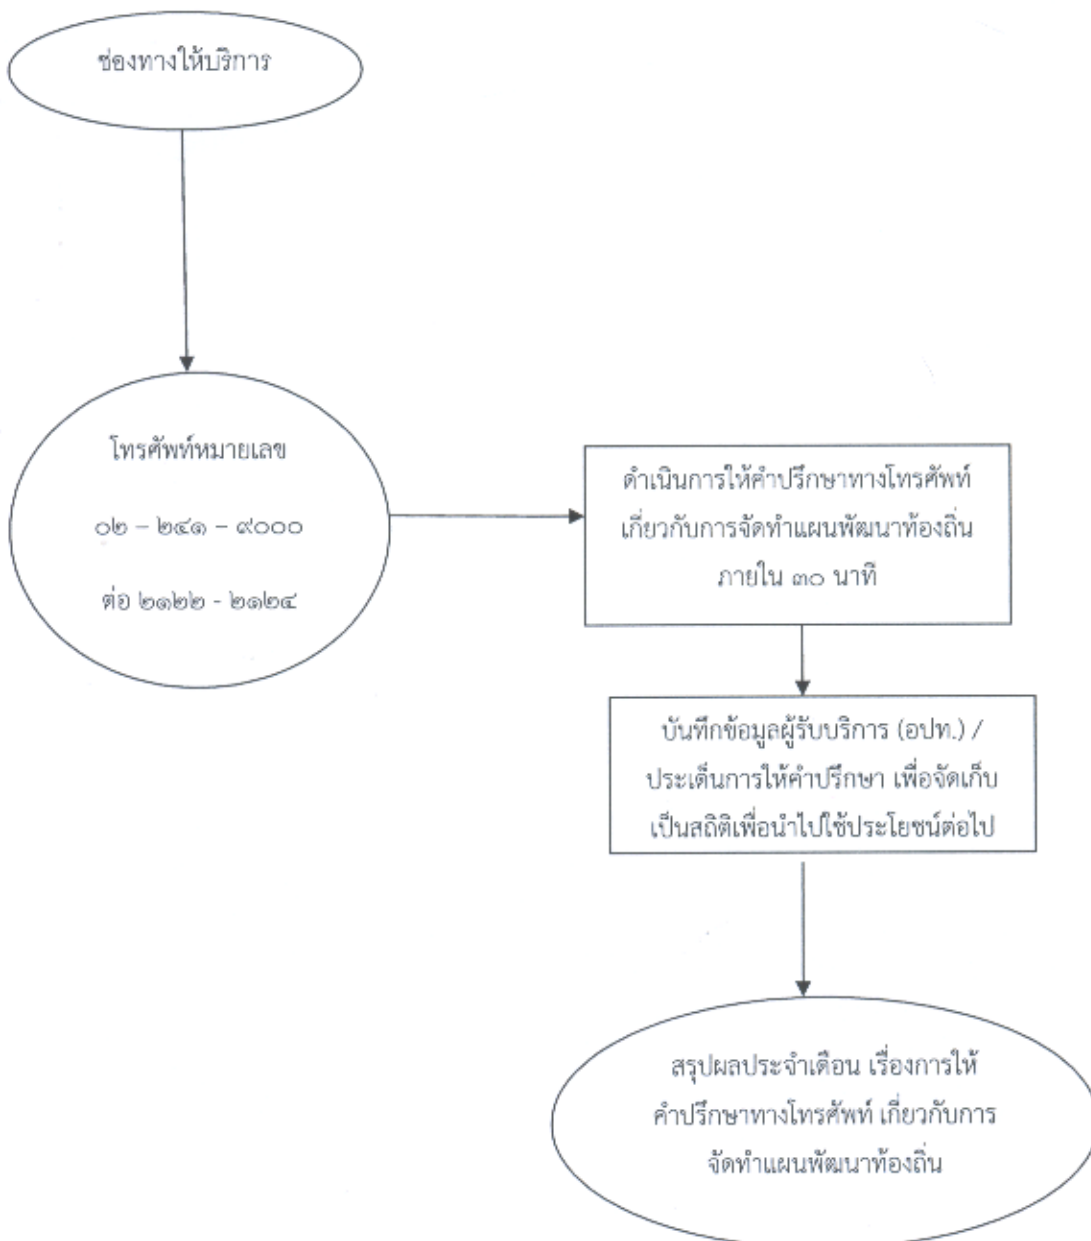 ช่องทางให้บริการ
โทรศัพท์หมายเลข
๐๒ – ๒๔๑ – ๙๐๐๐
ต่อ ๒๑๒๒ - ๒๑๒๔
ดำเนินการให้คำปรึกษาทางโทรศัพท์
เกี่ยวกับการจัดทำแผนพัฒนาท้องถิ่น
ภายใน ๓๐ นาที
บันทึกข้อมูลผู้รับบริการ (อปท.) /
ประเด็นการให้คำปรึกษา เพื่อจัดเก็บ
เป็นสถิติเพื่อนำไปใช้ประโยชน์ต่อไป
สรุปผลประจำเดือน เรื่องการให้
คำปรึกษาทางโทรศัพท์ เกี่ยวกับการ
จัดทำแผนพัฒนาท้องถิ่น